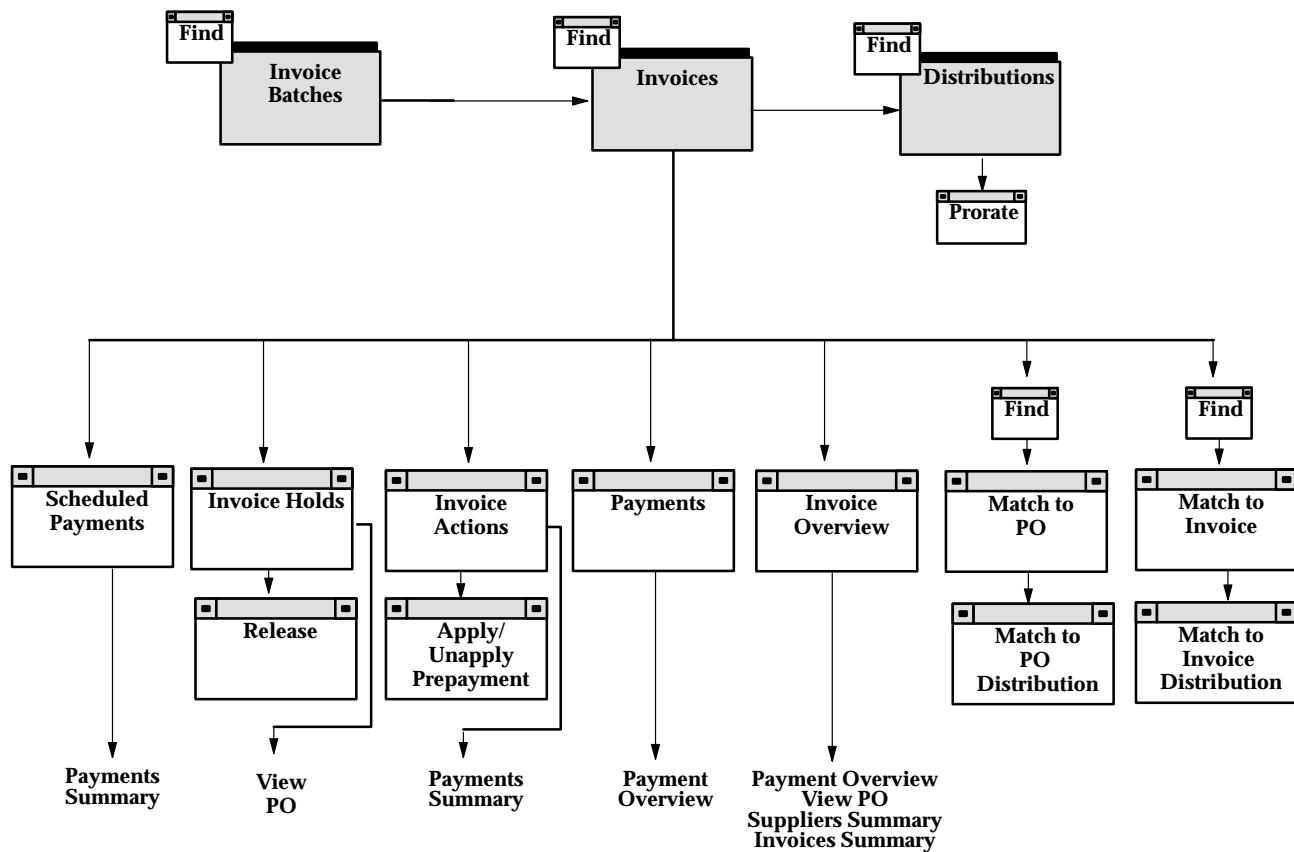 Find
Invoice
Batches
Find
Invoices
Find
Distributions
Prorate
Find
Find
Scheduled
Payments
Invoice Holds
Invoice
Actions
Payments
Invoice
Overview
Match to
PO
Match to
Invoice
Release
Apply/
Unapply
Prepayment
Match to
PO
Distribution
Match to
Invoice
Distribution
Payments
Summary
View
PO
Payments
Summary
Payment
Overview
Payment Overview
View PO
Suppliers Summary
Invoices Summary